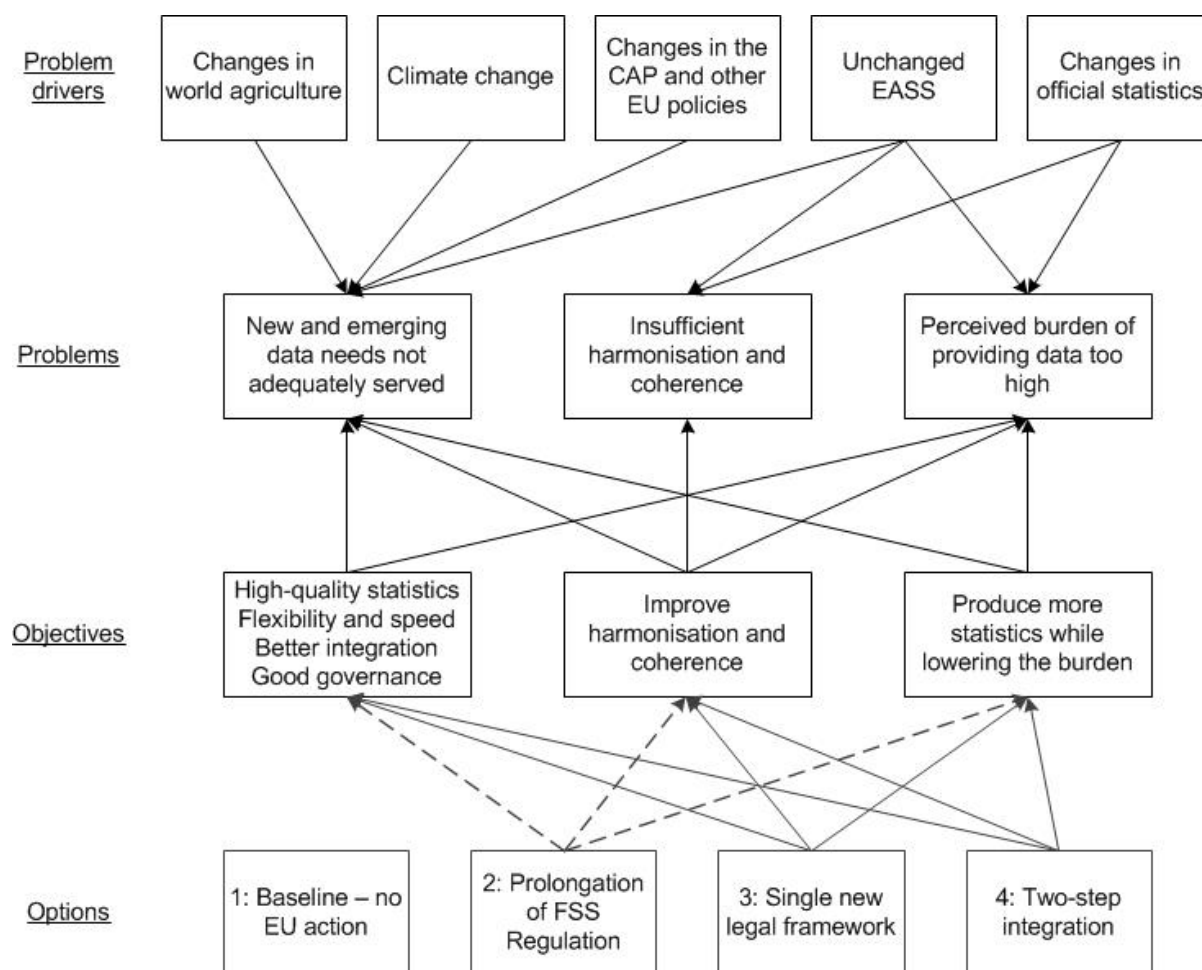 Problem
drivers
Changes in
world agriculture
Climate change
Changes in the
CAP and other
EU policies
Unchanged
EASS
Changes in
official statistics
Problems
New and emerging
data needs not
adequately served
Insufficient
harmonisation and
coherence
Perceived burden of
providing data too
high
Objectives
High-quality statistics
Flexibility and speed
Better integration
Good governance
Improve
harmonisation and
coherence
Produce more
statistics while
lowering the burden
Options
1: Baseline – no
EU action
2: Prolongation
of FSS
Regulation
3: Single new
legal framework
4: Two-step
integration